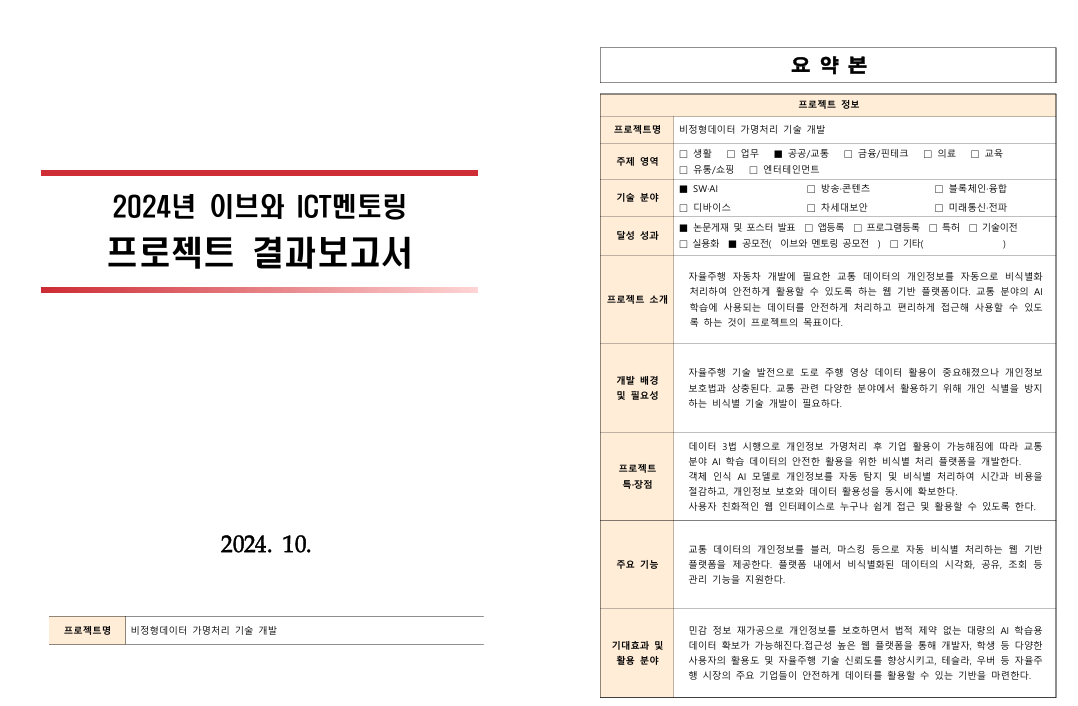 2024년 이브와 ICT멘토링
프로젝트 결과보고서
2024. 10.
프로젝트명 비정형데이터 가명처리 기술 개발
요 약 본
프로젝트 정보
프로젝트명 비정형데이터 가명처리 기술 개발
주제 영역
□ 생활 □ 업무 ■ 공공/교통 □ 금융/핀테크 □ 의료 □ 교육
□ 유통/쇼핑 □ 엔터테인먼트
기술 분야
■ SW·AI □ 방송·콘텐츠 □ 블록체인·융합
□ 디바이스 □ 차세대보안 □ 미래통신·전파
달성 성과
■ 논문게재 및 포스터 발표 □ 앱등록 □ 프로그램등록 □ 특허 □ 기술이전
□ 실용화 ■ 공모전( 이브와 멘토링 공모전 ) □ 기타( )
프로젝트 소개
자율주행 자동차 개발에 필요한 교통 데이터의 개인정보를 자동으로 비식별화
처리하여 안전하게 활용할 수 있도록 하는 웹 기반 플랫폼이다. 교통 분야의 AI
학습에 사용되는 데이터를 안전하게 처리하고 편리하게 접근해 사용할 수 있도
록 하는 것이 프로젝트의 목표이다.
개발 배경
및 필요성
자율주행 기술 발전으로 도로 주행 영상 데이터 활용이 중요해졌으나 개인정보
보호법과 상충된다. 교통 관련 다양한 분야에서 활용하기 위해 개인 식별을 방지
하는 비식별 기술 개발이 필요하다.
프로젝트
특·장점
데이터 3법 시행으로 개인정보 가명처리 후 기업 활용이 가능해짐에 따라 교통
분야 AI 학습 데이터의 안전한 활용을 위한 비식별 처리 플랫폼을 개발한다.
객체 인식 AI 모델로 개인정보를 자동 탐지 및 비식별 처리하여 시간과 비용을
절감하고, 개인정보 보호와 데이터 활용성을 동시에 확보한다.
사용자 친화적인 웹 인터페이스로 누구나 쉽게 접근 및 활용할 수 있도록 한다.
주요 기능
교통 데이터의 개인정보를 블러, 마스킹 등으로 자동 비식별 처리하는 웹 기반
플랫폼을 제공한다. 플랫폼 내에서 비식별화된 데이터의 시각화, 공유, 조회 등
관리 기능을 지원한다.
기대효과 및
활용 분야
민감 정보 재가공으로 개인정보를 보호하면서 법적 제약 없는 대량의 AI 학습용
데이터 확보가 가능해진다.접근성 높은 웹 플랫폼을 통해 개발자, 학생 등 다양한
사용자의 활용도 및 자율주행 기술 신뢰도를 향상시키고, 테슬라, 우버 등 자율주
행 시장의 주요 기업들이 안전하게 데이터를 활용할 수 있는 기반을 마련한다.